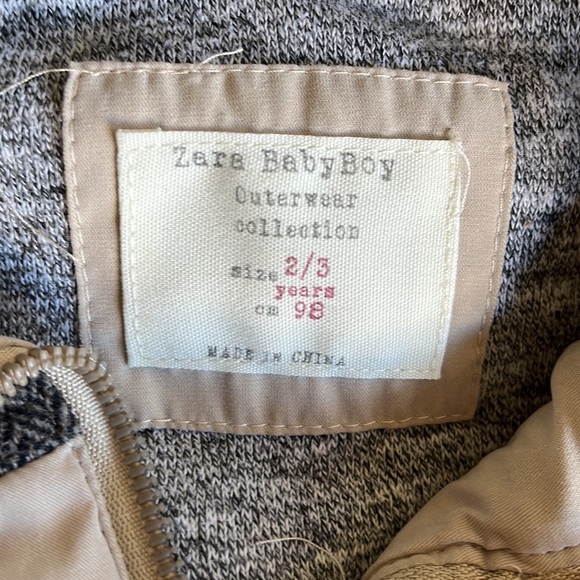 Zara BabyBoy
Outerwear
collection
size 2/3
years
cm 98
MADE IN CHINA